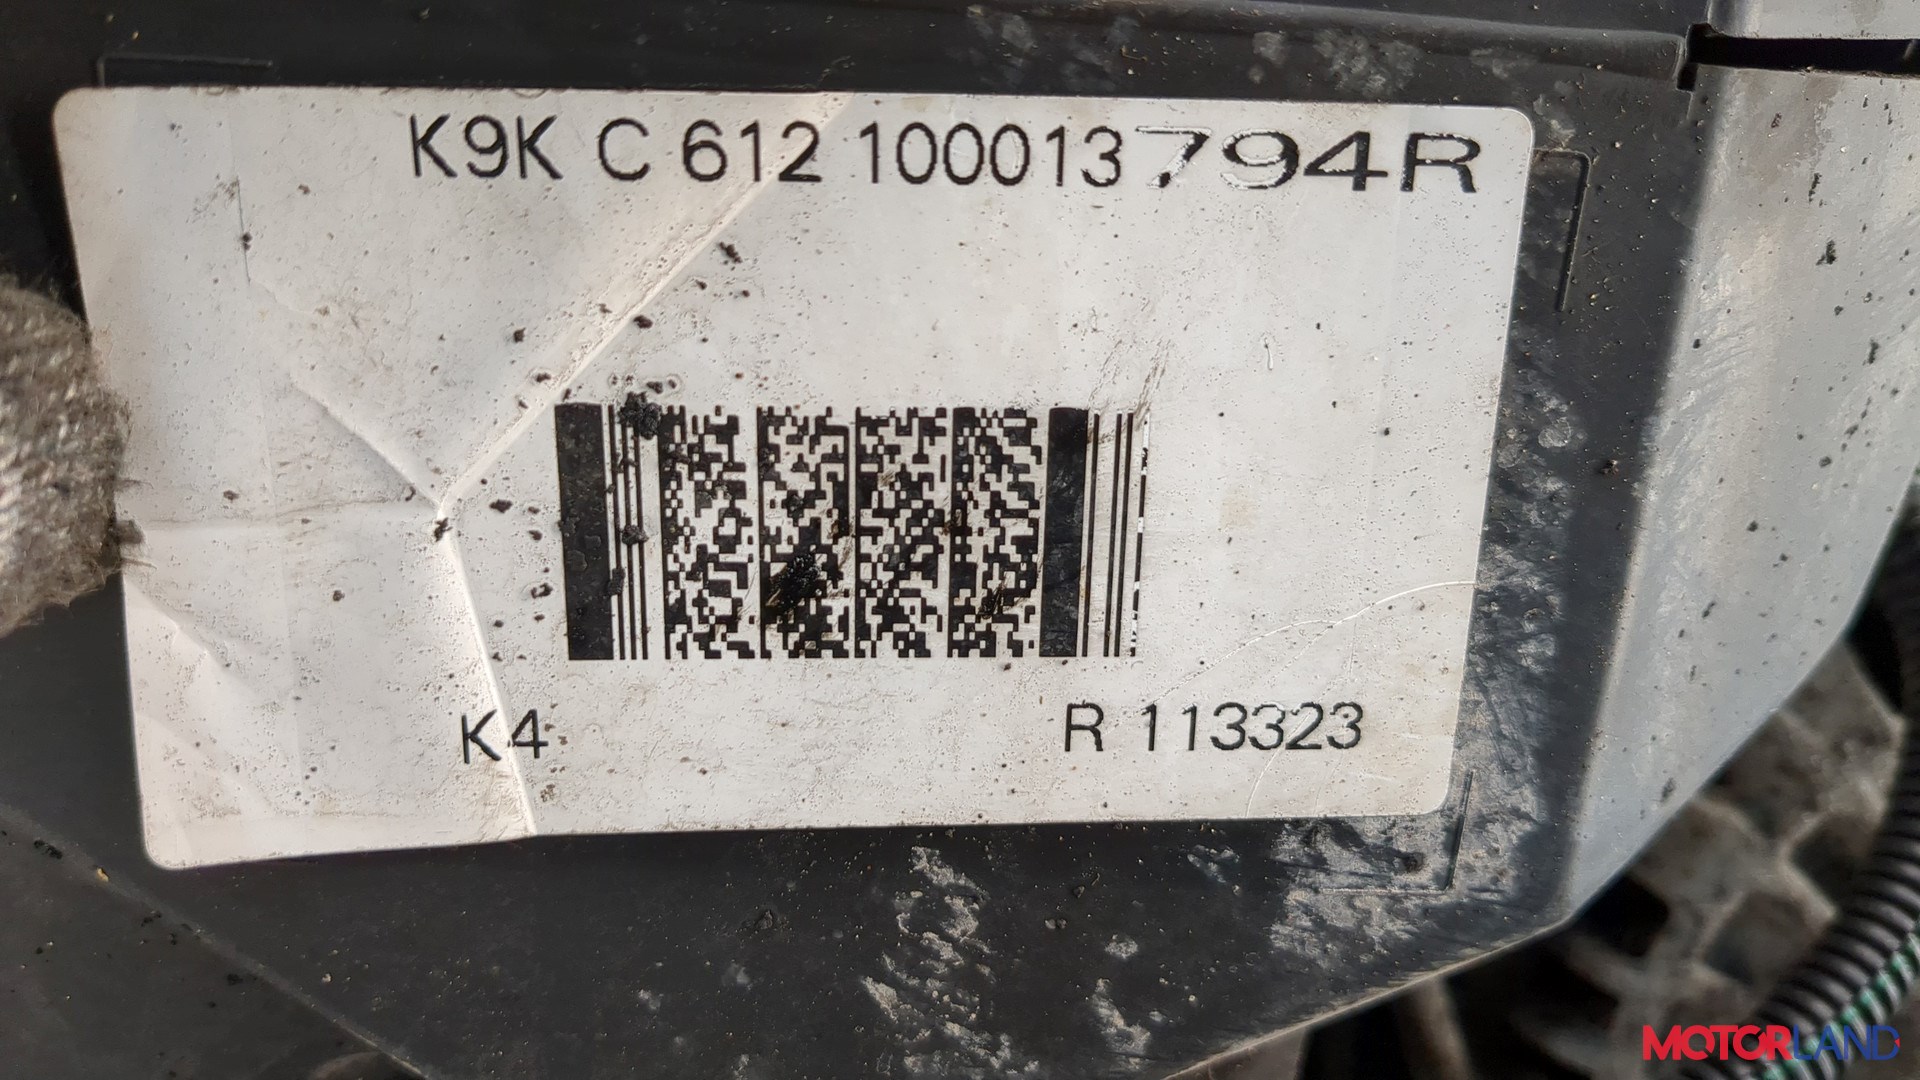 K9K C 612 100013794R
K4
R 113323
MOTORLAND